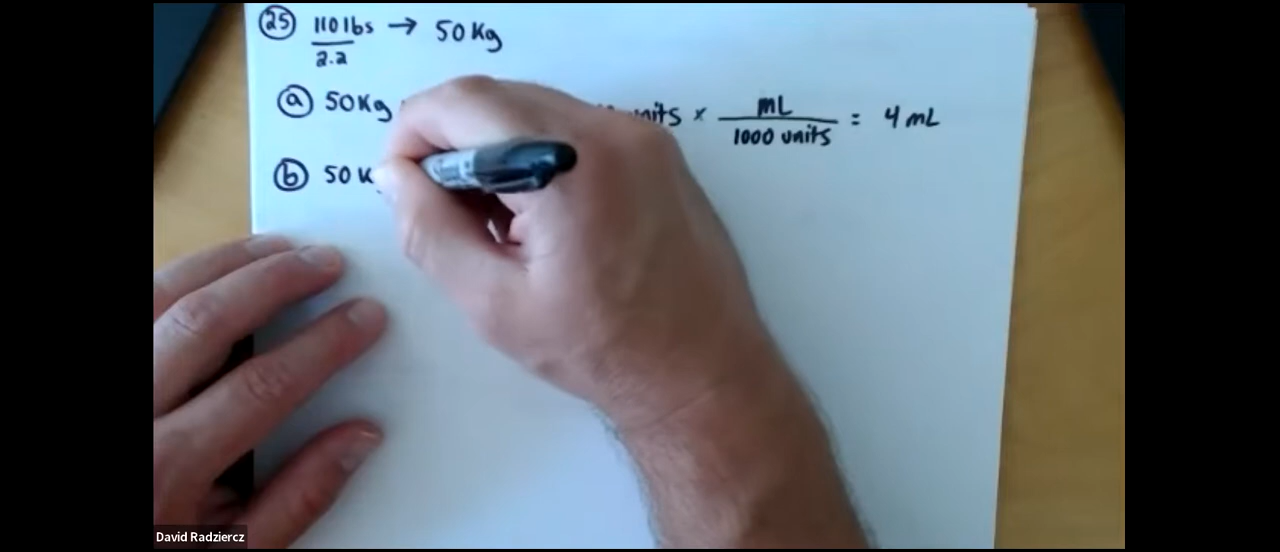 25 110 lbs → 50 Kg
2.2
a 50 Kg units × mL = 4 mL
1000 units
b 50 K
David Radziercz